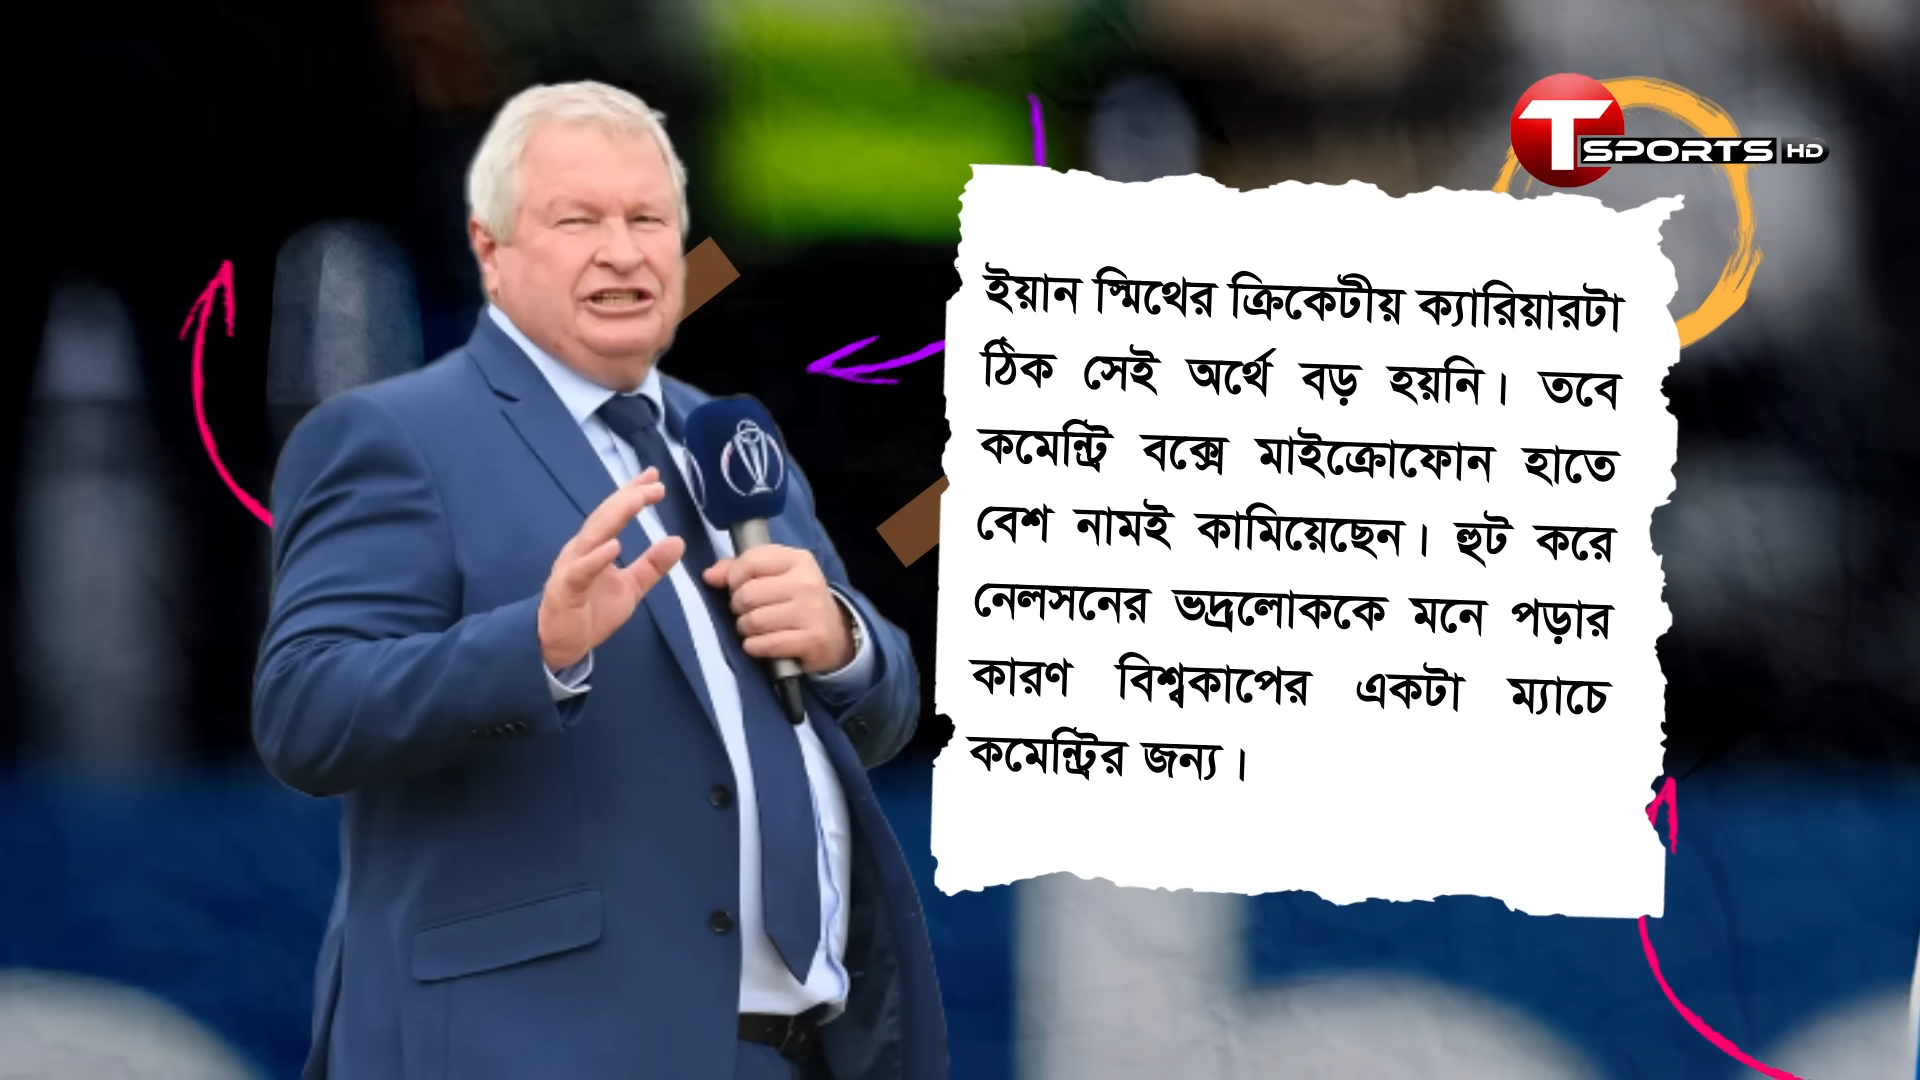 T SPORTS HD
ইয়ান স্মিথের ক্রিকেটীয় ক্যারিয়ারটা
ঠিক সেই অর্থে বড় হয়নি। তবে
কমেন্ট্রি বক্সে মাইক্রোফোন হাতে
বেশ নামই কামিয়েছেন। হুট করে
নেলসনের ভদ্রলোককে মনে পড়ার
কারণ বিশ্বকাপের একটা ম্যাচে
কমেন্ট্রির জন্য।